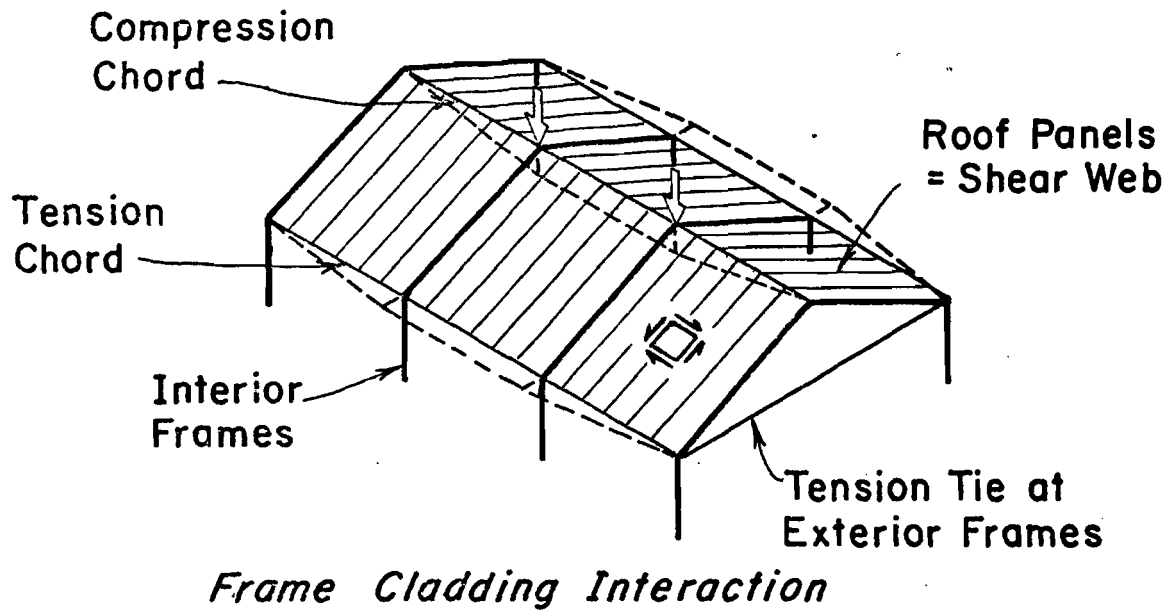 Compression
Chord
Roof Panels
= Shear Web
Tension
Chord
Interior
Frames
Tension Tie at
Exterior Frames
Frame Cladding Interaction